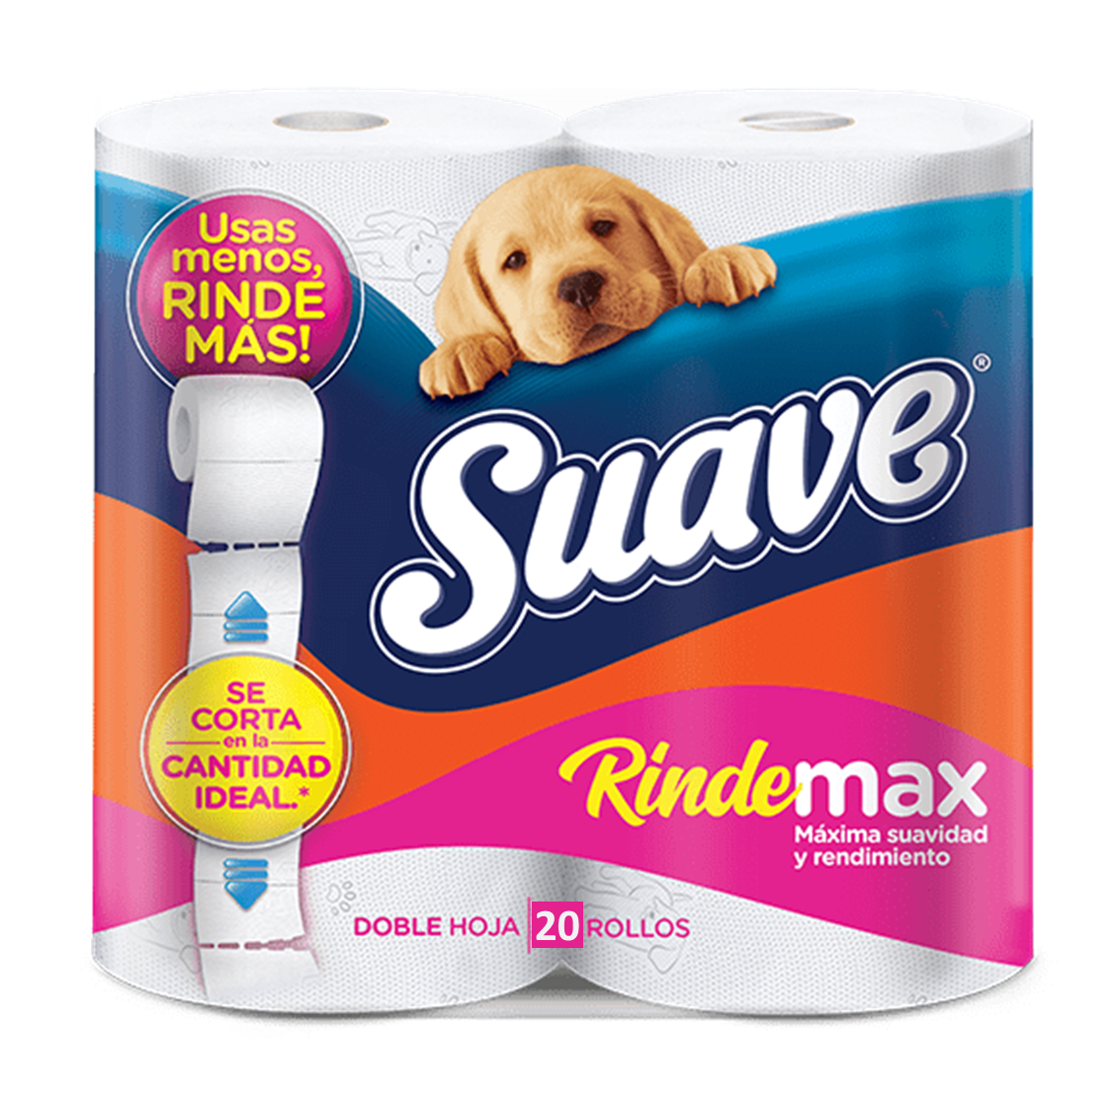 Usas
menos,
RINDE
MÁS!
Suave®
SE
CORTA
en la
CANTIDAD
IDEAL.*
Rindemax
Máxima suavidad
y rendimiento
DOBLE HOJA 20 ROLLOS